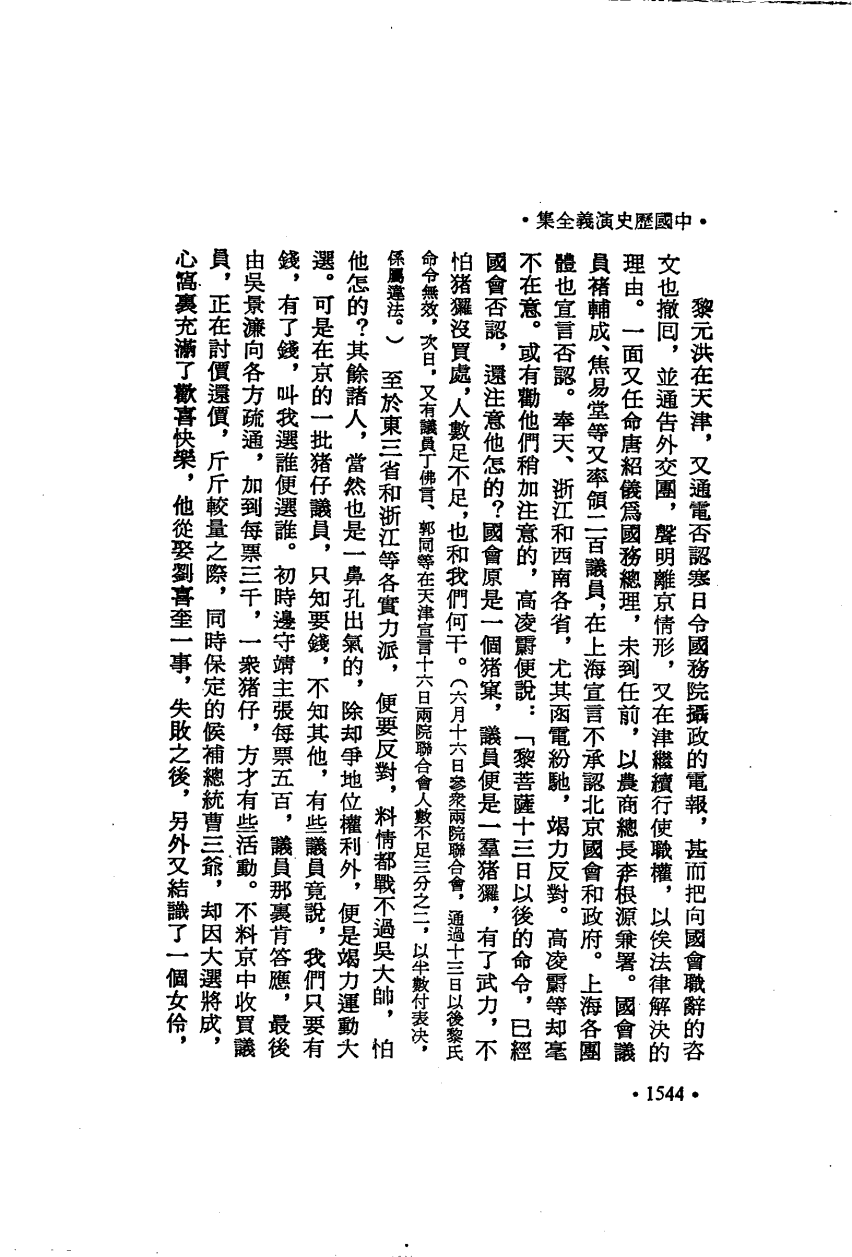 •中國歷史演義全集•
黎元洪在天津，又通電否認寒日令國務院攝政的電報，甚而把向國會職辭的咨
文也撤回，並通告外交團，聲明離京情形，又在津繼續行使職權，以俟法律解決的
理由。一面又任命唐紹儀爲國務總理，未到任前，以農商總長李根源兼署。國會議
員褚輔成、焦易堂等又率領二百議員，在上海宣言不承認北京國會和政府。上海各團
體也宣言否認。奉天、浙江和西南各省，尤其函電紛馳，竭力反對。高凌霨等却毫
不在意。或有勸他們稍加注意的，高凌霨便說：「黎菩薩十三日以後的命令，已經
國會否認，還注意他怎的？國會原是一個猪窠，議員便是一羣猪玀，有了武力，不
怕猪玀沒買處，人數足不足，也和我們何干。（六月十六日參衆兩院聯合會，通過十三日以後黎氏
命令無效，次日，又有議員丁佛言、郭同等在天津宣言十六日兩院聯合會人數不足三分之二，以半數付表决，
係屬違法。）至於東三省和浙江等各實力派，便要反對，料情都戰不過吳大帥，怕
他怎的？其餘諸人，當然也是一鼻孔出氣的，除却爭地位權利外，便是竭力運動大
選。可是在京的一批猪仔議員，只知要錢，不知其他，有些議員竟說，我們只要有
錢，有了錢，叫我選誰便選誰。初時邊守靖主張每票五百，議員那裏肯答應，最後
由吳景濂向各方疏通，加到每票三千，一衆猪仔，方才有些活動。不料京中收買議
員，正在討價還價，斤斤較量之際，同時保定的候補總統曹三爺，却因大選將成，
心窩裏充滿了歡喜快樂，他從娶劉喜奎一事，失敗之後，另外又結識了一個女伶，
•1544•